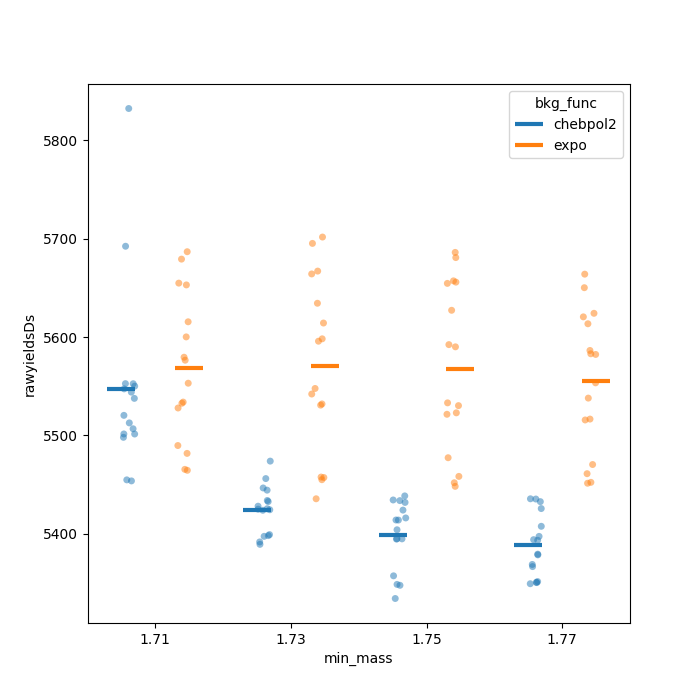 bkg_func
chebpol2
expo
5800
5700
5600
5500
5400
rawyieldsDs
1.71
1.73
1.75
1.77
min_mass